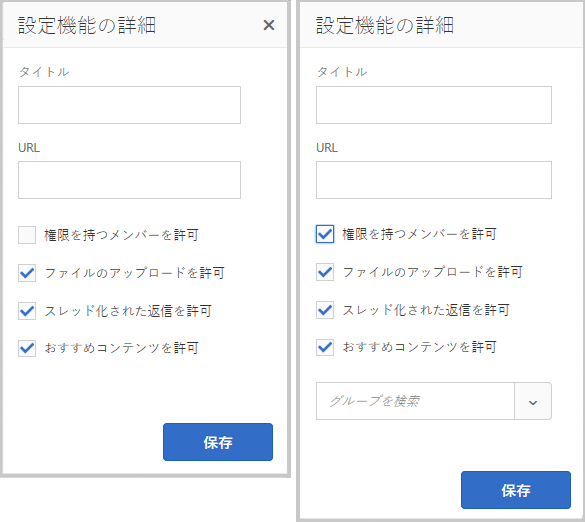 設定機能の詳細
タイトル
URL
権限を持つメンバーを許可
ファイルのアップロードを許可
スレッド化された返信を許可
おすすめコンテンツを許可
保存
設定機能の詳細
タイトル
URL
権限を持つメンバーを許可
ファイルのアップロードを許可
スレッド化された返信を許可
おすすめコンテンツを許可
グループを検索
保存